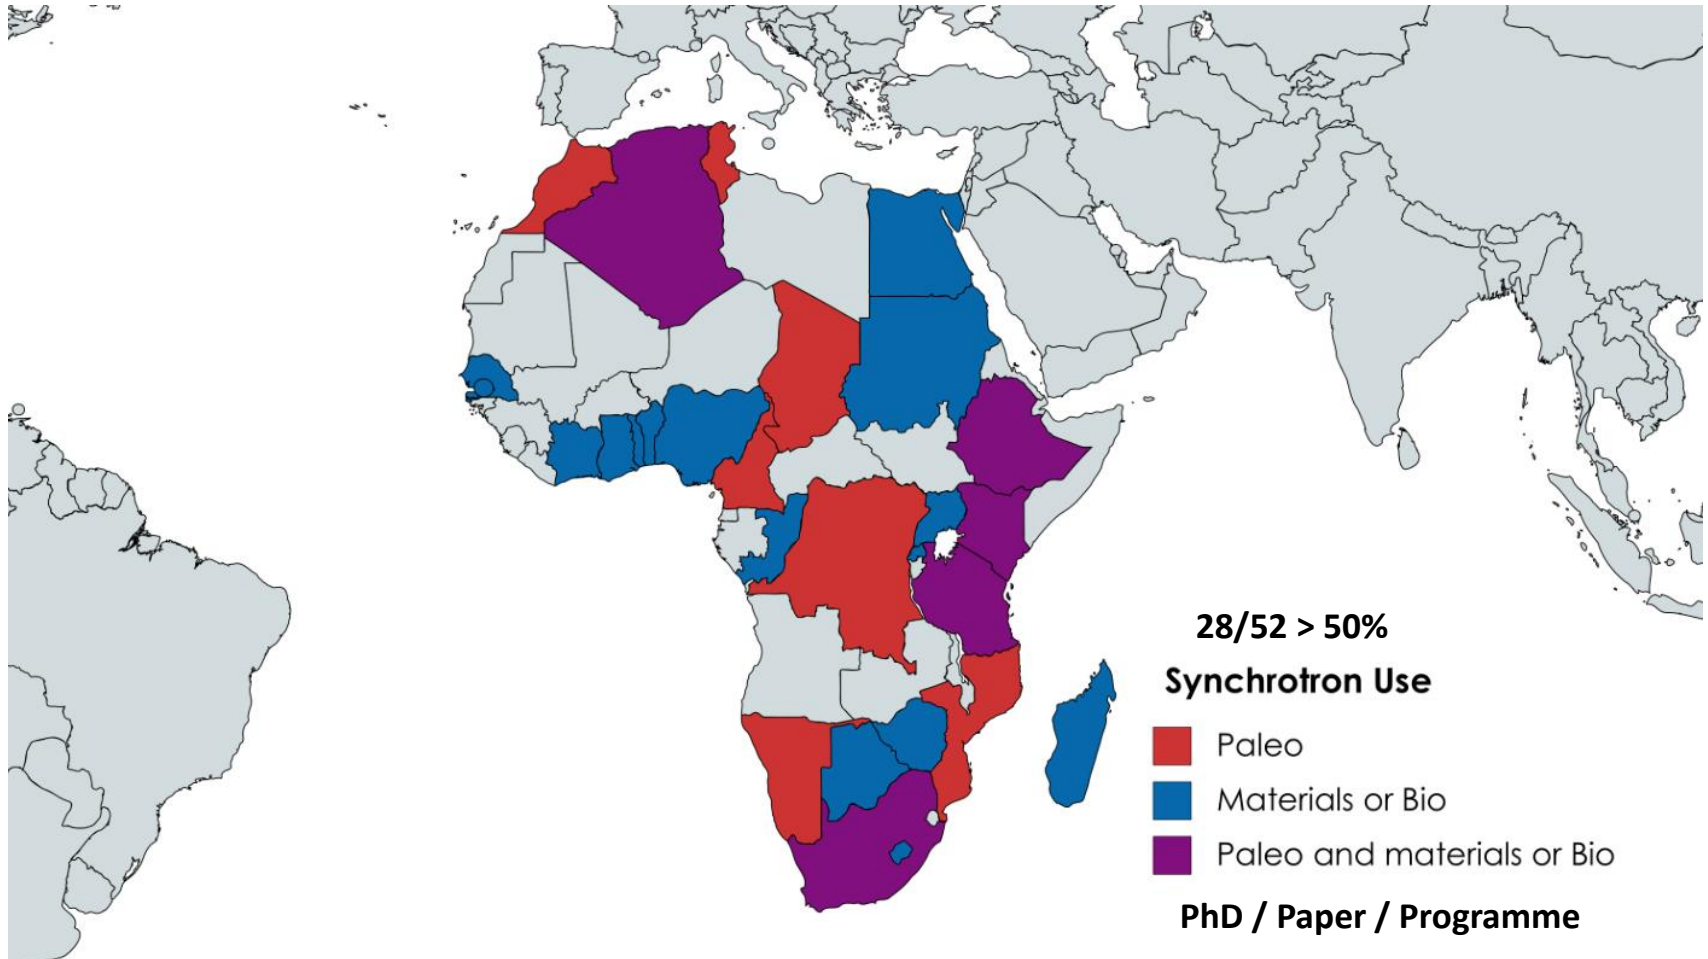 28/52 > 50%
Synchrotron Use
Paleo
Materials or Bio
Paleo and materials or Bio
PhD / Paper / Programme